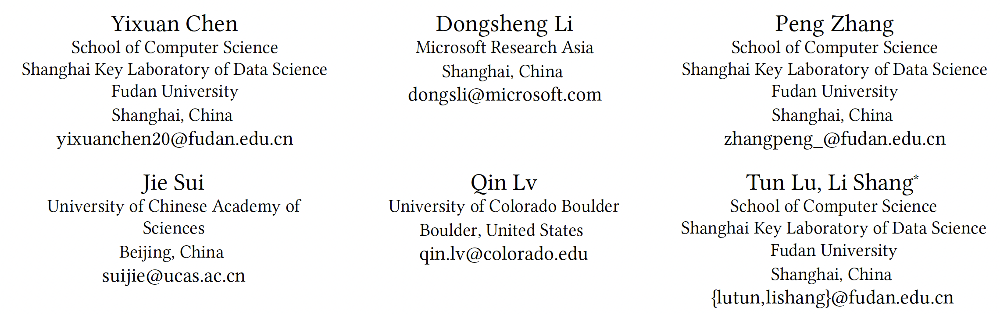 Yixuan Chen
School of Computer Science
Shanghai Key Laboratory of Data Science
Fudan University
Shanghai, China
yixuanchen20@fudan.edu.cn
Dongsheng Li
Microsoft Research Asia
Shanghai, China
dongsli@microsoft.com
Peng Zhang
School of Computer Science
Shanghai Key Laboratory of Data Science
Fudan University
Shanghai, China
zhangpeng_@fudan.edu.cn
Jie Sui
University of Chinese Academy of
Sciences
Beijing, China
suijie@ucas.ac.cn
Qin Lv
University of Colorado Boulder
Boulder, United States
qin.lv@colorado.edu
Tun Lu, Li Shang*
School of Computer Science
Shanghai Key Laboratory of Data Science
Fudan University
Shanghai, China
{lutun,lishang}@fudan.edu.cn